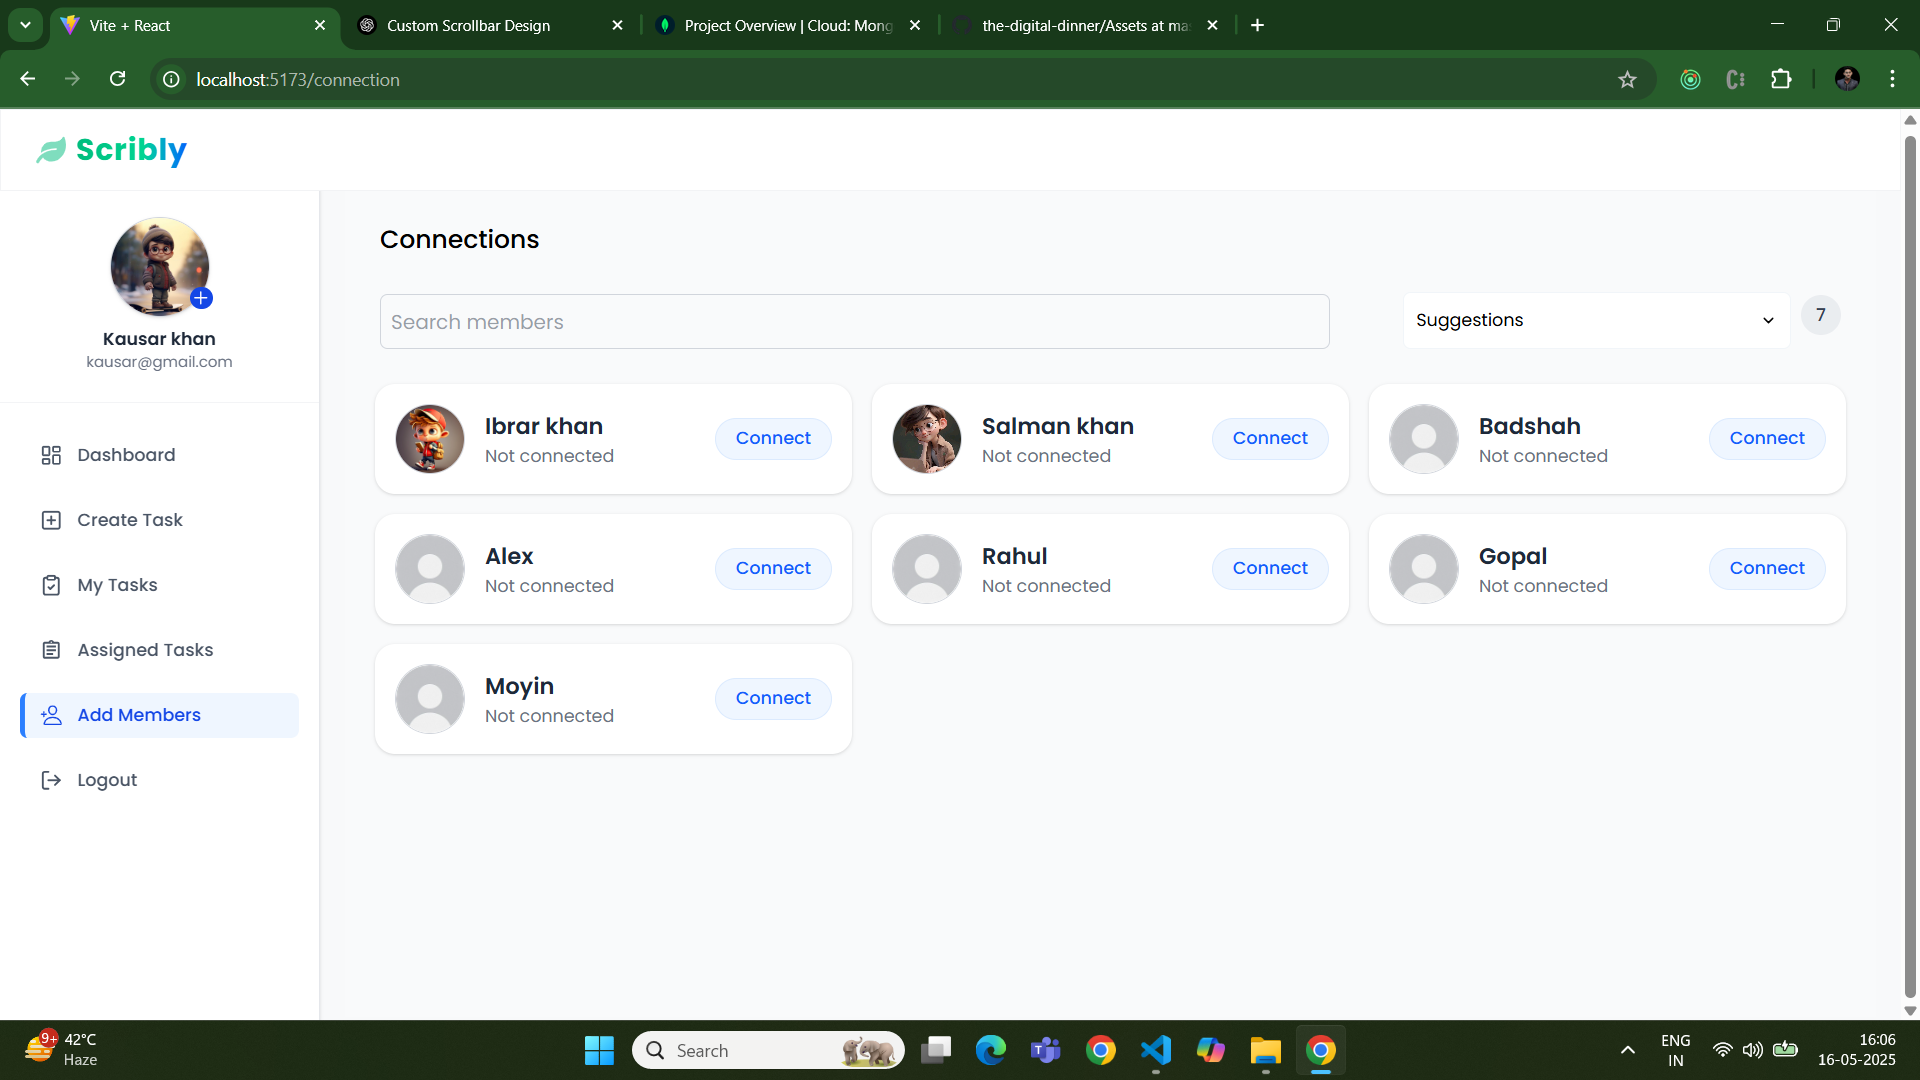 Vite + React
Custom Scrollbar Design
Project Overview | Cloud: Mong
the-digital-dinner/Assets at ma
localhost:5173/connection
Scribly
Kausar khan
kausar@gmail.com
Dashboard
Create Task
My Tasks
Assigned Tasks
Add Members
Logout
Connections
Search members
Suggestions
7
Ibrar khan
Not connected
Connect
Salman khan
Not connected
Connect
Badshah
Not connected
Connect
Alex
Not connected
Connect
Rahul
Not connected
Connect
Gopal
Not connected
Connect
Moyin
Not connected
Connect
9+
42°C
Haze
Search
ENG
IN
16:06
16-05-2025